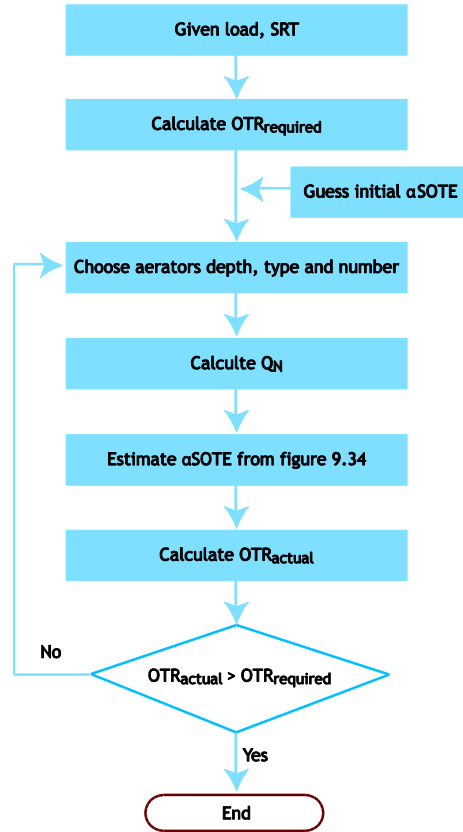 Given load, SRT
Calculate OTRrequired
Guess initial αSOTE
Choose aerators depth, type and number
Calculte QN
Estimate αSOTE from figure 9.34
Calculate OTRactual
No
OTRactual > OTRrequired
Yes
End